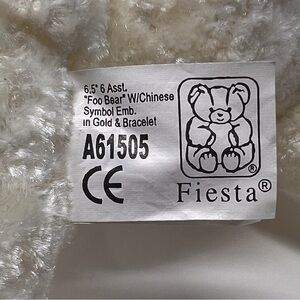 6.5" 6 Asst.
"Foo Bear" W/Chinese
Symbol Emb.
in Gold & Bracelet
A61505
CE
®
Fiesta®